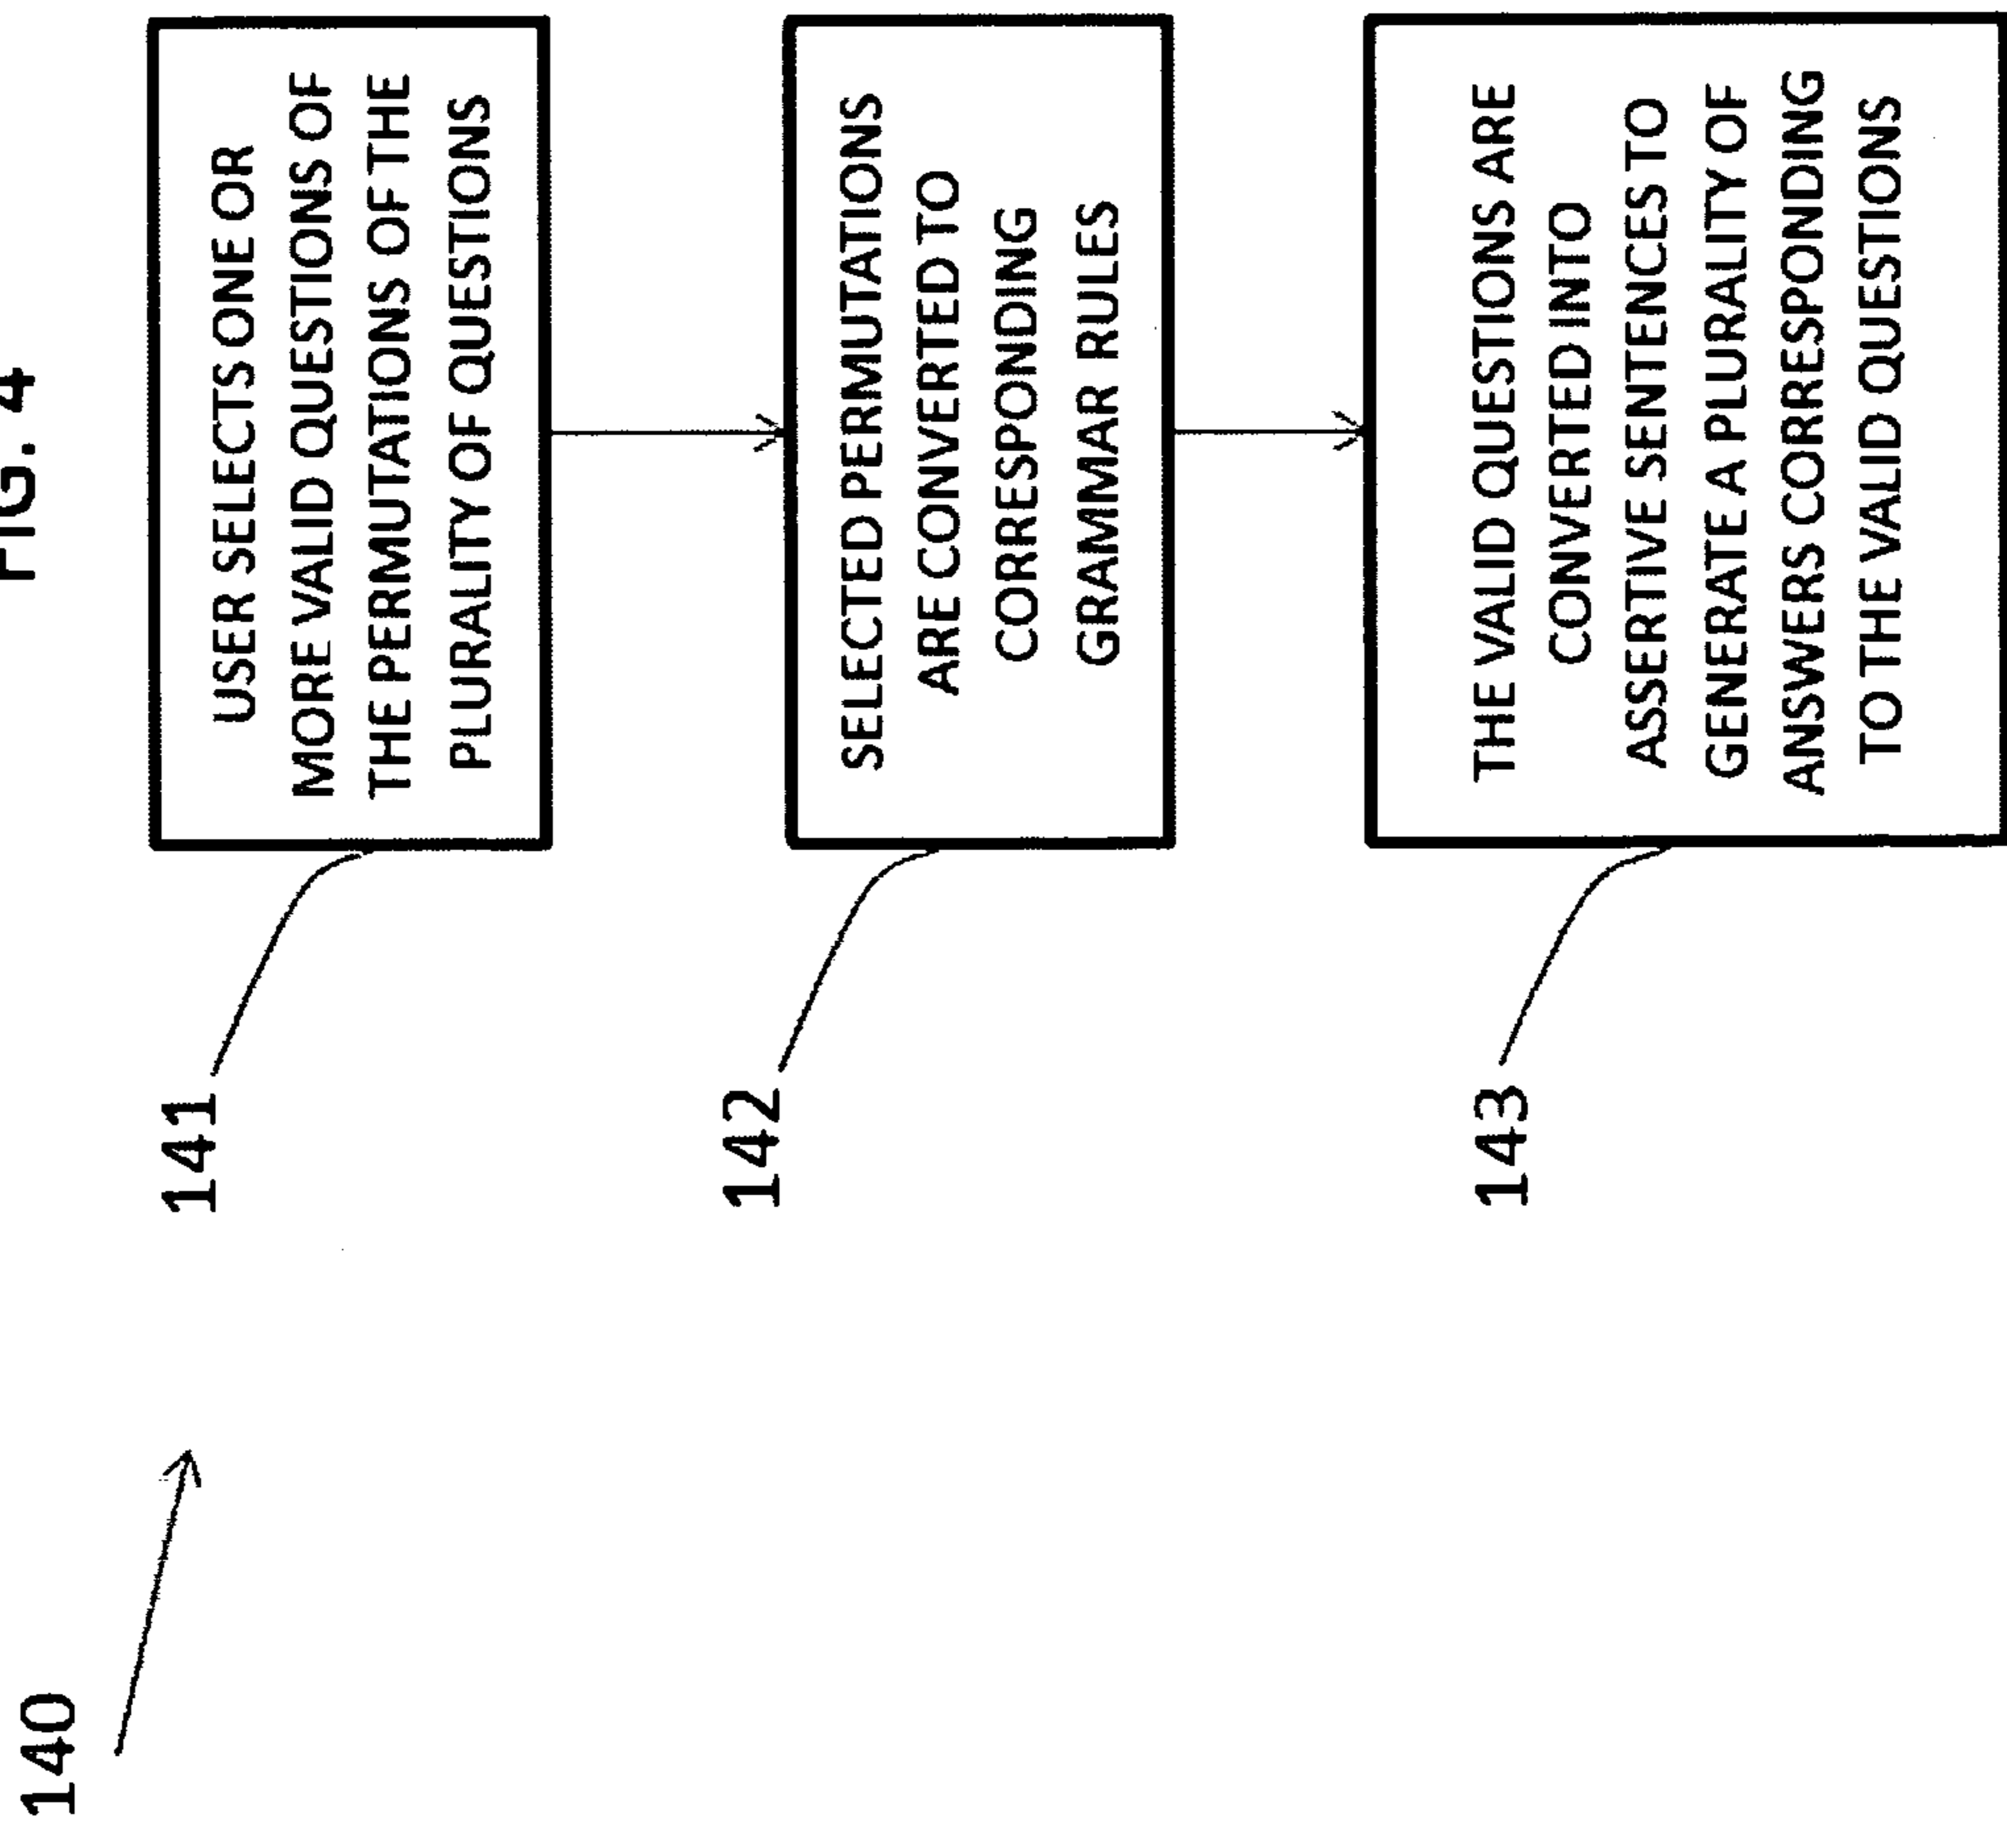 FIG. 4
140
141
USER SELECTS ONE OR
MORE VALID QUESTIONS OF
THE PERMUTATIONS OF THE
PLURALITY OF QUESTIONS
142
SELECTED PERMUTATIONS
ARE CONVERTED TO
CORRESPONDING
GRAMMAR RULES
143
THE VALID QUESTIONS ARE
CONVERTED INTO
ASSERTIVE SENTENCES TO
GENERATE A PLURALITY OF
ANSWERS CORRESPONDING
TO THE VALID QUESTIONS